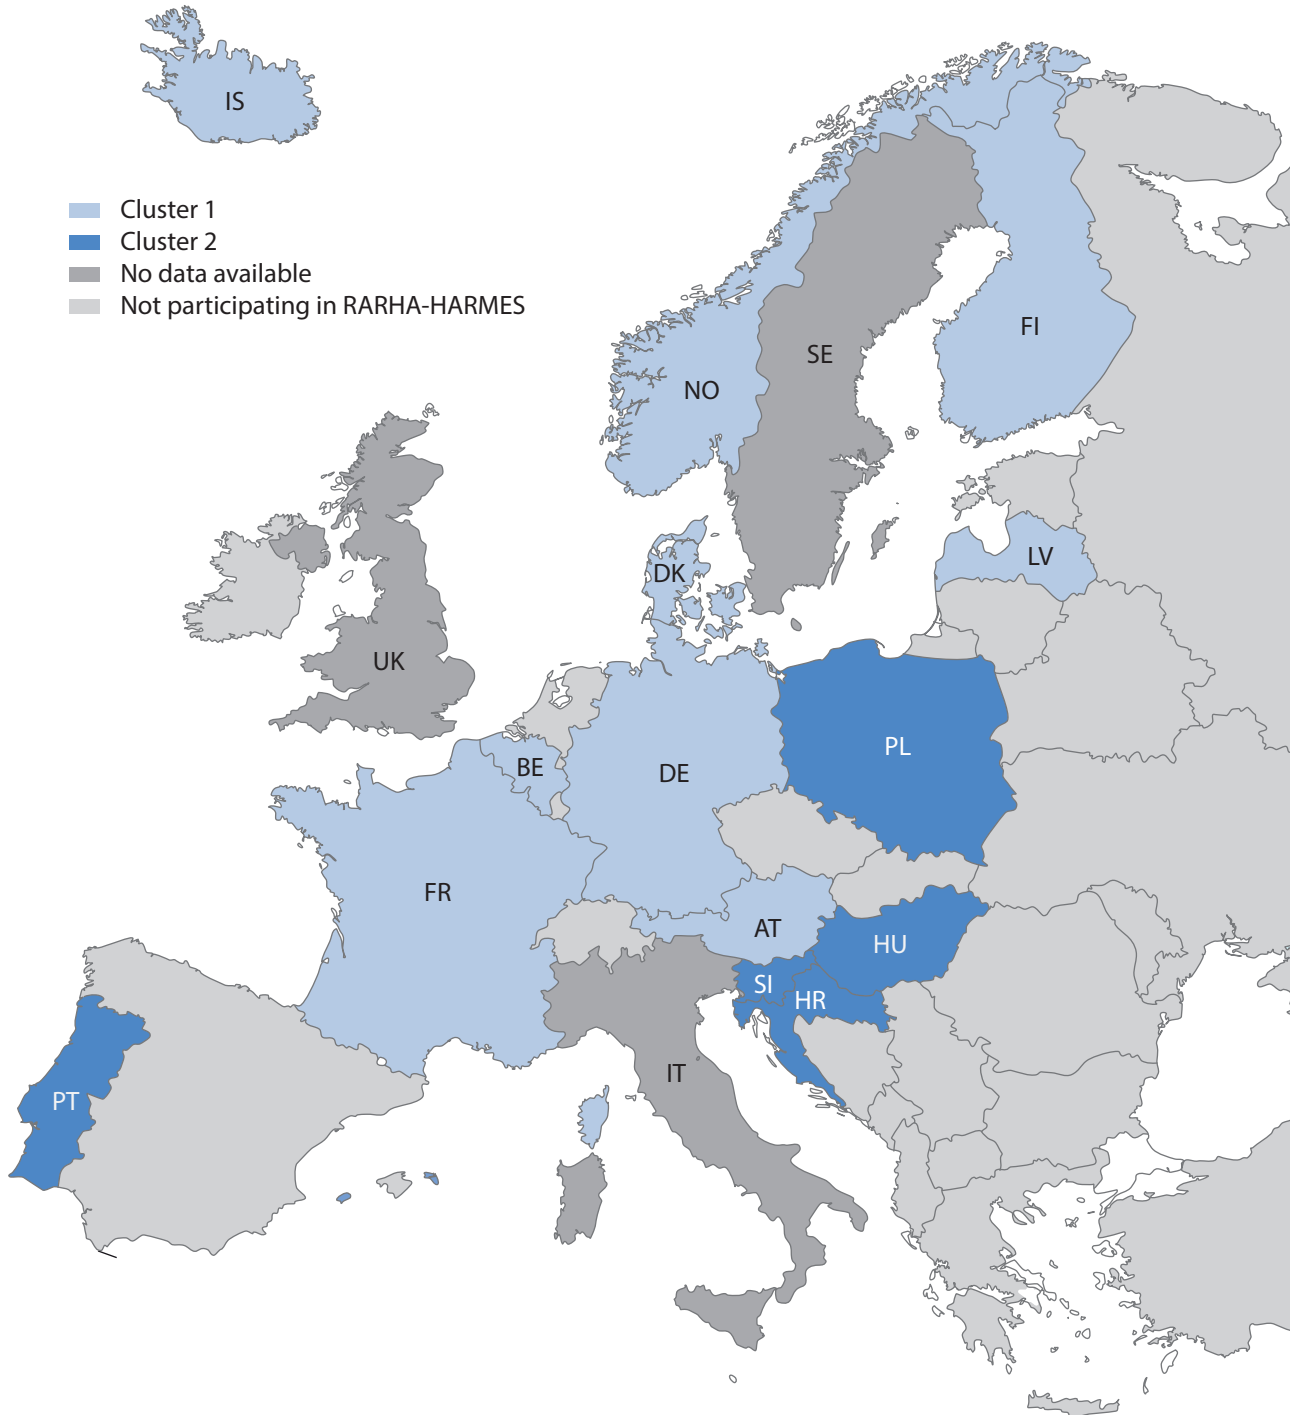 IS
Cluster 1
Cluster 2
No data available
Not participating in RARHA-HARMES
FI
SE
NO
LV
DK
UK
PL
BE
DE
FR
AT
HU
SI
HR
IT
PT